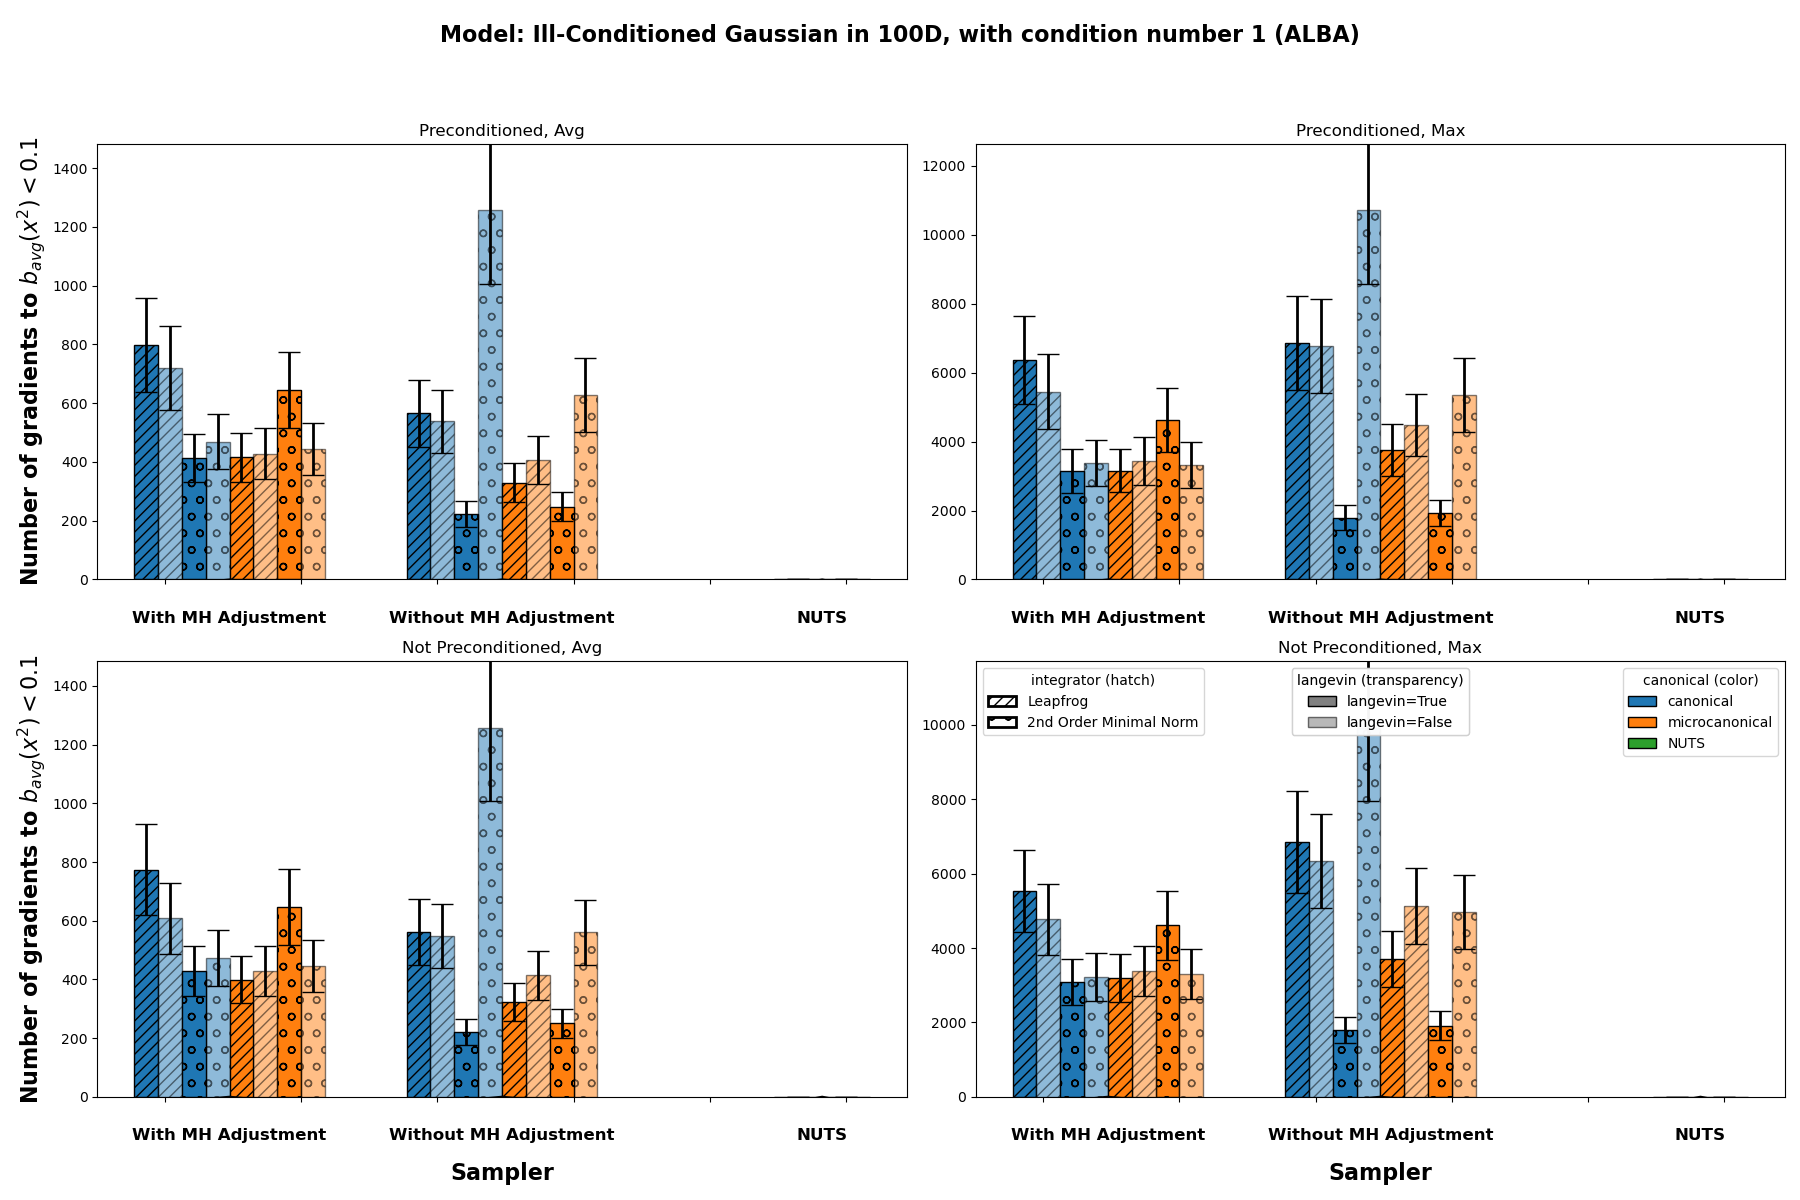 Model: Ill-Conditioned Gaussian in 100D, with condition number 1 (ALBA)
Preconditioned, Avg
Number of gradients to b_avg(x^2) < 0.1
1400
1200
1000
800
600
400
200
0
With MH Adjustment
Without MH Adjustment
NUTS
Preconditioned, Max
12000
10000
8000
6000
4000
2000
0
With MH Adjustment
Without MH Adjustment
NUTS
Not Preconditioned, Avg
Number of gradients to b_avg(x^2) < 0.1
1400
1200
1000
800
600
400
200
0
With MH Adjustment
Without MH Adjustment
NUTS
Sampler
Not Preconditioned, Max
10000
8000
6000
4000
2000
0
integrator (hatch)
Leapfrog
2nd Order Minimal Norm
langevin (transparency)
langevin=True
langevin=False
canonical (color)
canonical
microcanonical
NUTS
With MH Adjustment
Without MH Adjustment
NUTS
Sampler